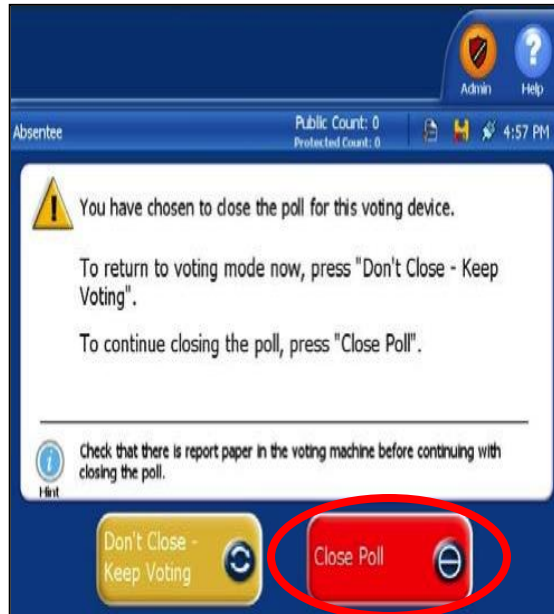 Admin Help
Absentee Public Count: 0 4:57 PM
Protected Count: 0
You have chosen to close the poll for this voting device.
To return to voting mode now, press "Don't Close - Keep
Voting".
To continue closing the poll, press "Close Poll".
Check that there is report paper in the voting machine before continuing with
closing the poll.
Hint
Don't Close -
Keep Voting
Close Poll